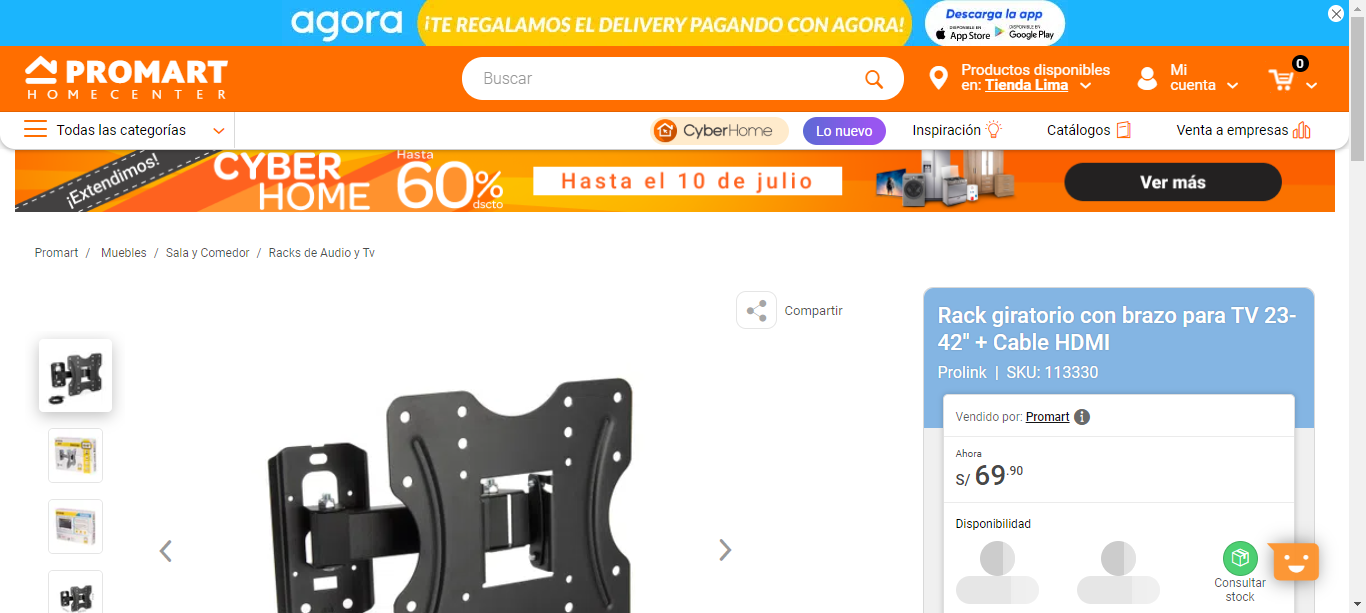 agora
¡TE REGALAMOS EL DELIVERY PAGANDO CON AGORA!
Descarga la app
DISPONIBLE EN
App Store
DISPONIBLE EN
Google Play
PROMART
HOMECENTER
Buscar
Productos disponibles
en: Tienda Lima
Mi
cuenta
0
Todas las categorías
CyberHome
Lo nuevo
Inspiración
Catálogos
Venta a empresas
¡Extendimos!
CYBER
HOME
Hasta
60%
dscto
Hasta el 10 de julio
Ver más
Promart / Muebles / Sala y Comedor / Racks de Audio y Tv
Compartir
Rack giratorio con brazo para TV 23-
42" + Cable HDMI
Prolink | SKU: 113330
Vendido por: Promart
Ahora
S/ 69.90
Disponibilidad
Consultar
stock